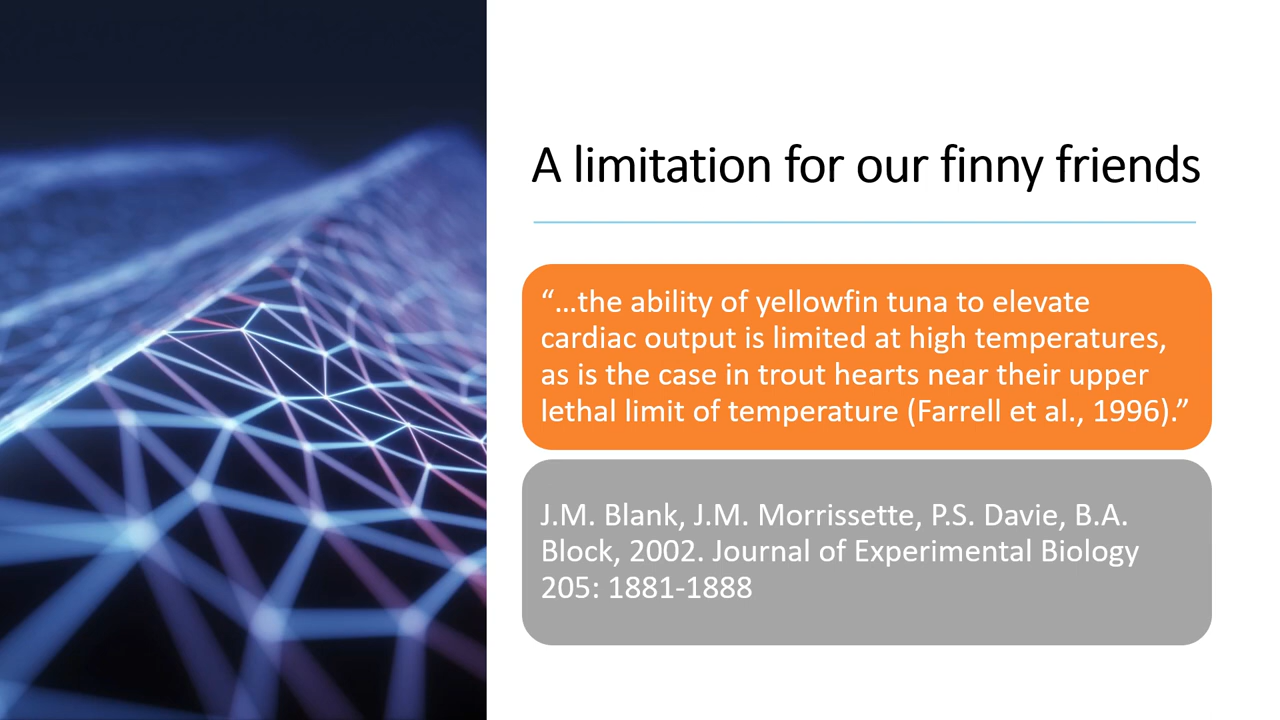 A limitation for our finny friends
“…the ability of yellowfin tuna to elevate
cardiac output is limited at high temperatures,
as is the case in trout hearts near their upper
lethal limit of temperature (Farrell et al., 1996).”
J.M. Blank, J.M. Morrissette, P.S. Davie, B.A.
Block, 2002. Journal of Experimental Biology
205: 1881-1888